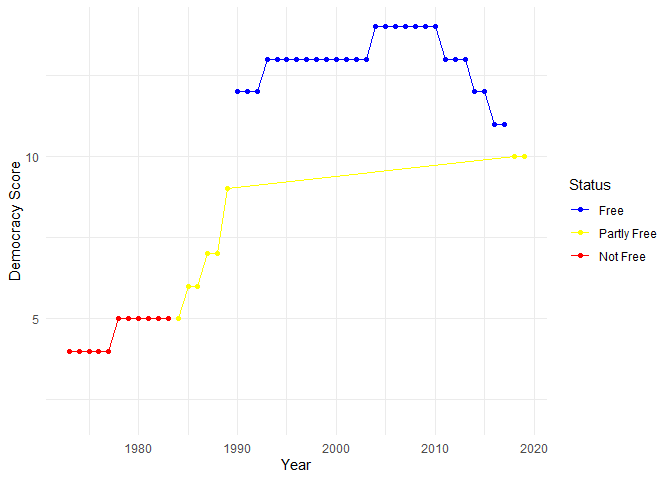 10
5
Democracy Score
1980
1990
2000
2010
2020
Year
Status
Free
Partly Free
Not Free